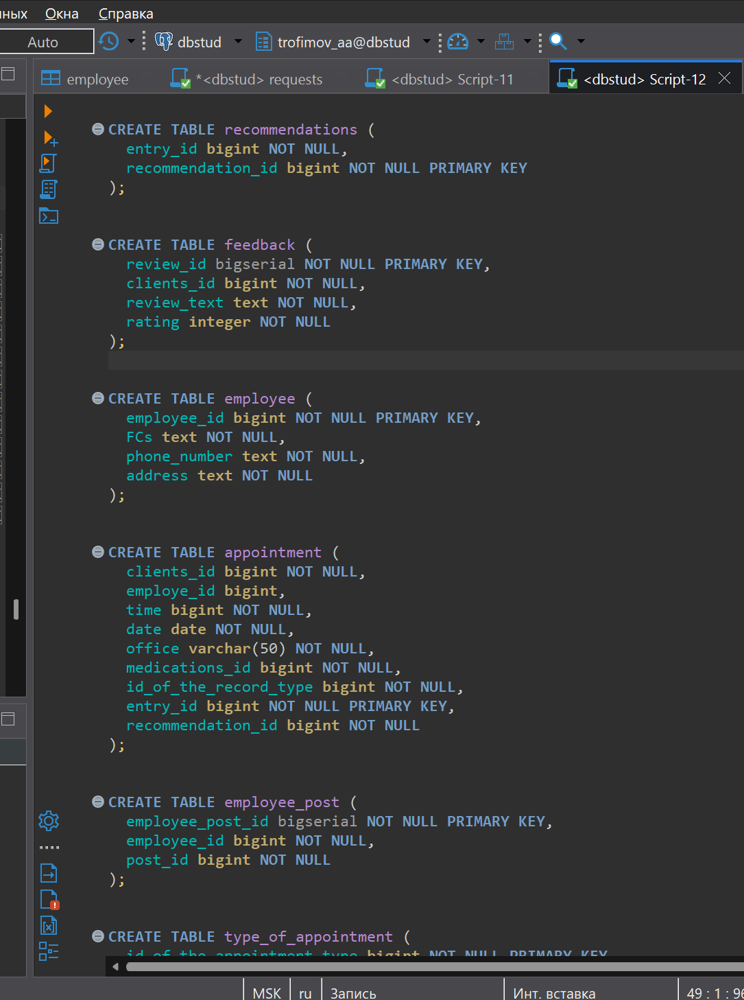 Окна Справка
Auto dbstud trofimov_aa@dbstud
employee *<dbstud> requests <dbstud> Script-11 <dbstud> Script-12
CREATE TABLE recommendations (
entry_id bigint NOT NULL,
recommendation_id bigint NOT NULL PRIMARY KEY
);
CREATE TABLE feedback (
review_id bigserial NOT NULL PRIMARY KEY,
clients_id bigint NOT NULL,
review_text text NOT NULL,
rating integer NOT NULL
);
CREATE TABLE employee (
employee_id bigint NOT NULL PRIMARY KEY,
FCs text NOT NULL,
phone_number text NOT NULL,
address text NOT NULL
);
CREATE TABLE appointment (
clients_id bigint NOT NULL,
employe_id bigint,
time bigint NOT NULL,
date date NOT NULL,
office varchar(50) NOT NULL,
medications_id bigint NOT NULL,
id_of_the_record_type bigint NOT NULL,
entry_id bigint NOT NULL PRIMARY KEY,
recommendation_id bigint NOT NULL
);
CREATE TABLE employee_post (
employee_post_id bigserial NOT NULL PRIMARY KEY,
employee_id bigint NOT NULL,
post_id bigint NOT NULL
);
CREATE TABLE type_of_appointment (
id_of_the_appointment_type bigint NOT NULL PRIMARY KEY
MSK ru Запись Инт. вставка 49 : 1 : 96